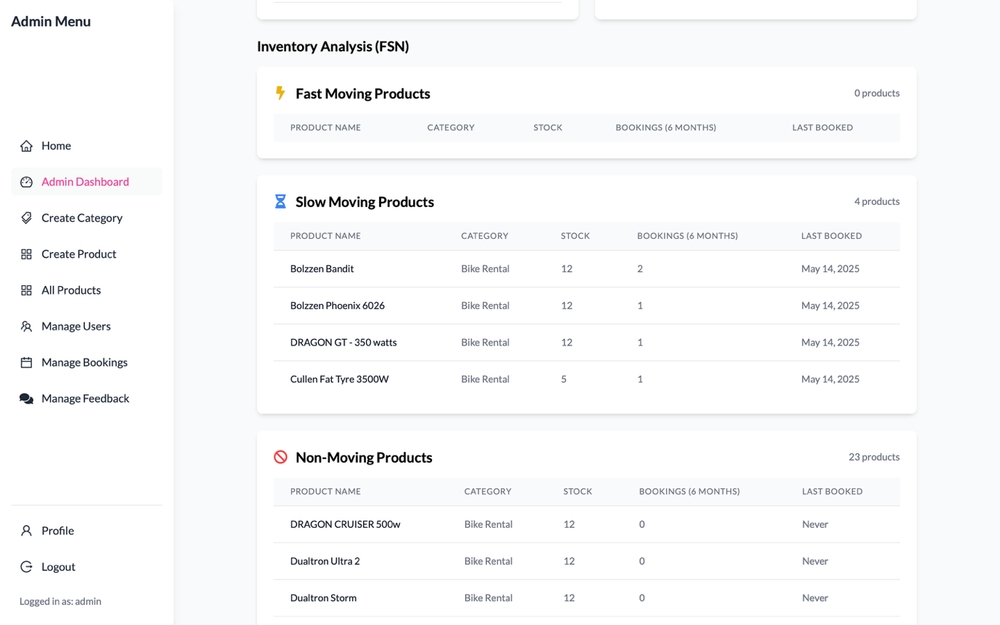 Admin Menu
Home
Admin Dashboard
Create Category
Create Product
All Products
Manage Users
Manage Bookings
Manage Feedback
Profile
Logout
Logged in as: admin
Inventory Analysis (FSN)
Fast Moving Products 0 products
PRODUCT NAME CATEGORY STOCK BOOKINGS (6 MONTHS) LAST BOOKED
Slow Moving Products 4 products
PRODUCT NAME CATEGORY STOCK BOOKINGS (6 MONTHS) LAST BOOKED
Bolzzen Bandit Bike Rental 12 2 May 14, 2025
Bolzzen Phoenix 6026 Bike Rental 12 1 May 14, 2025
DRAGON GT - 350 watts Bike Rental 12 1 May 14, 2025
Cullen Fat Tyre 3500W Bike Rental 5 1 May 14, 2025
Non-Moving Products 23 products
PRODUCT NAME CATEGORY STOCK BOOKINGS (6 MONTHS) LAST BOOKED
DRAGON CRUISER 500w Bike Rental 12 0 Never
Dualtron Ultra 2 Bike Rental 12 0 Never
Dualtron Storm Bike Rental 12 0 Never